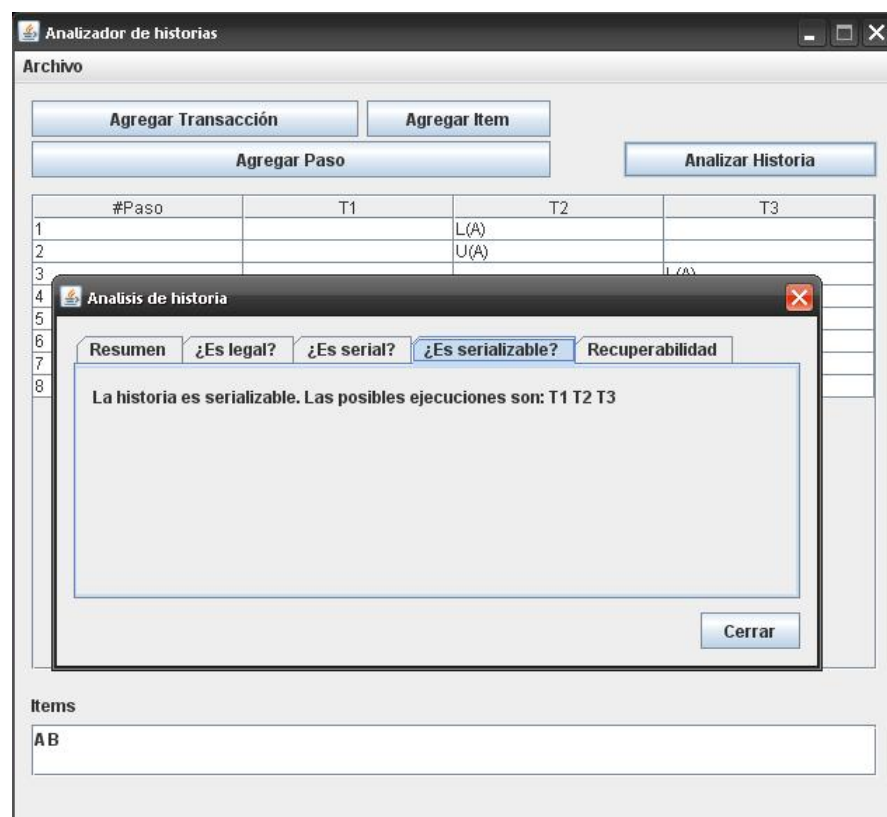 Analizador de historias
Archivo
Agregar Transacción Agregar Item
Agregar Paso Analizar Historia
#Paso T1 T2 T3
1 L(A)
2 U(A)
3 L(A)
4 Analisis de historia
5
6 Resumen ¿Es legal? ¿Es serial? ¿Es serializable? Recuperabilidad
7
8 La historia es serializable. Las posibles ejecuciones son: T1 T2 T3
Cerrar
Items
A B